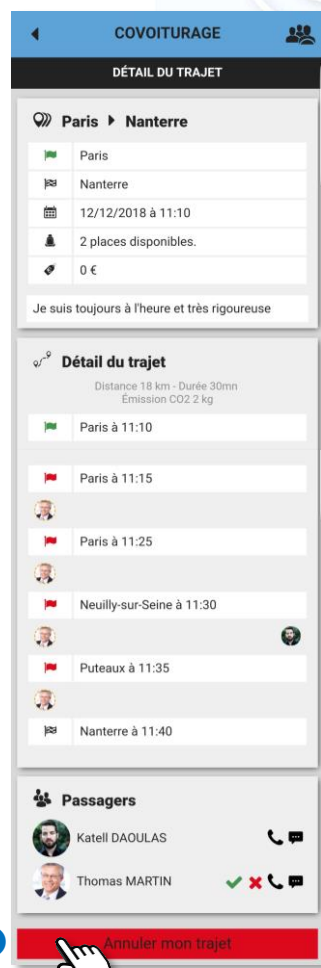 COVOITURAGE
DÉTAIL DU TRAJET
Paris Nanterre
Paris
Nanterre
12/12/2018 à 11:10
2 places disponibles.
0 €
Je suis toujours à l'heure et très rigoureuse
Détail du trajet
Distance 18 km - Durée 30mn
Émission CO2 2 kg
Paris à 11:10
Paris à 11:15
Paris à 11:25
Neuilly-sur-Seine à 11:30
Puteaux à 11:35
Nanterre à 11:40
Passagers
Katell DAOULAS
Thomas MARTIN
Annuler mon trajet